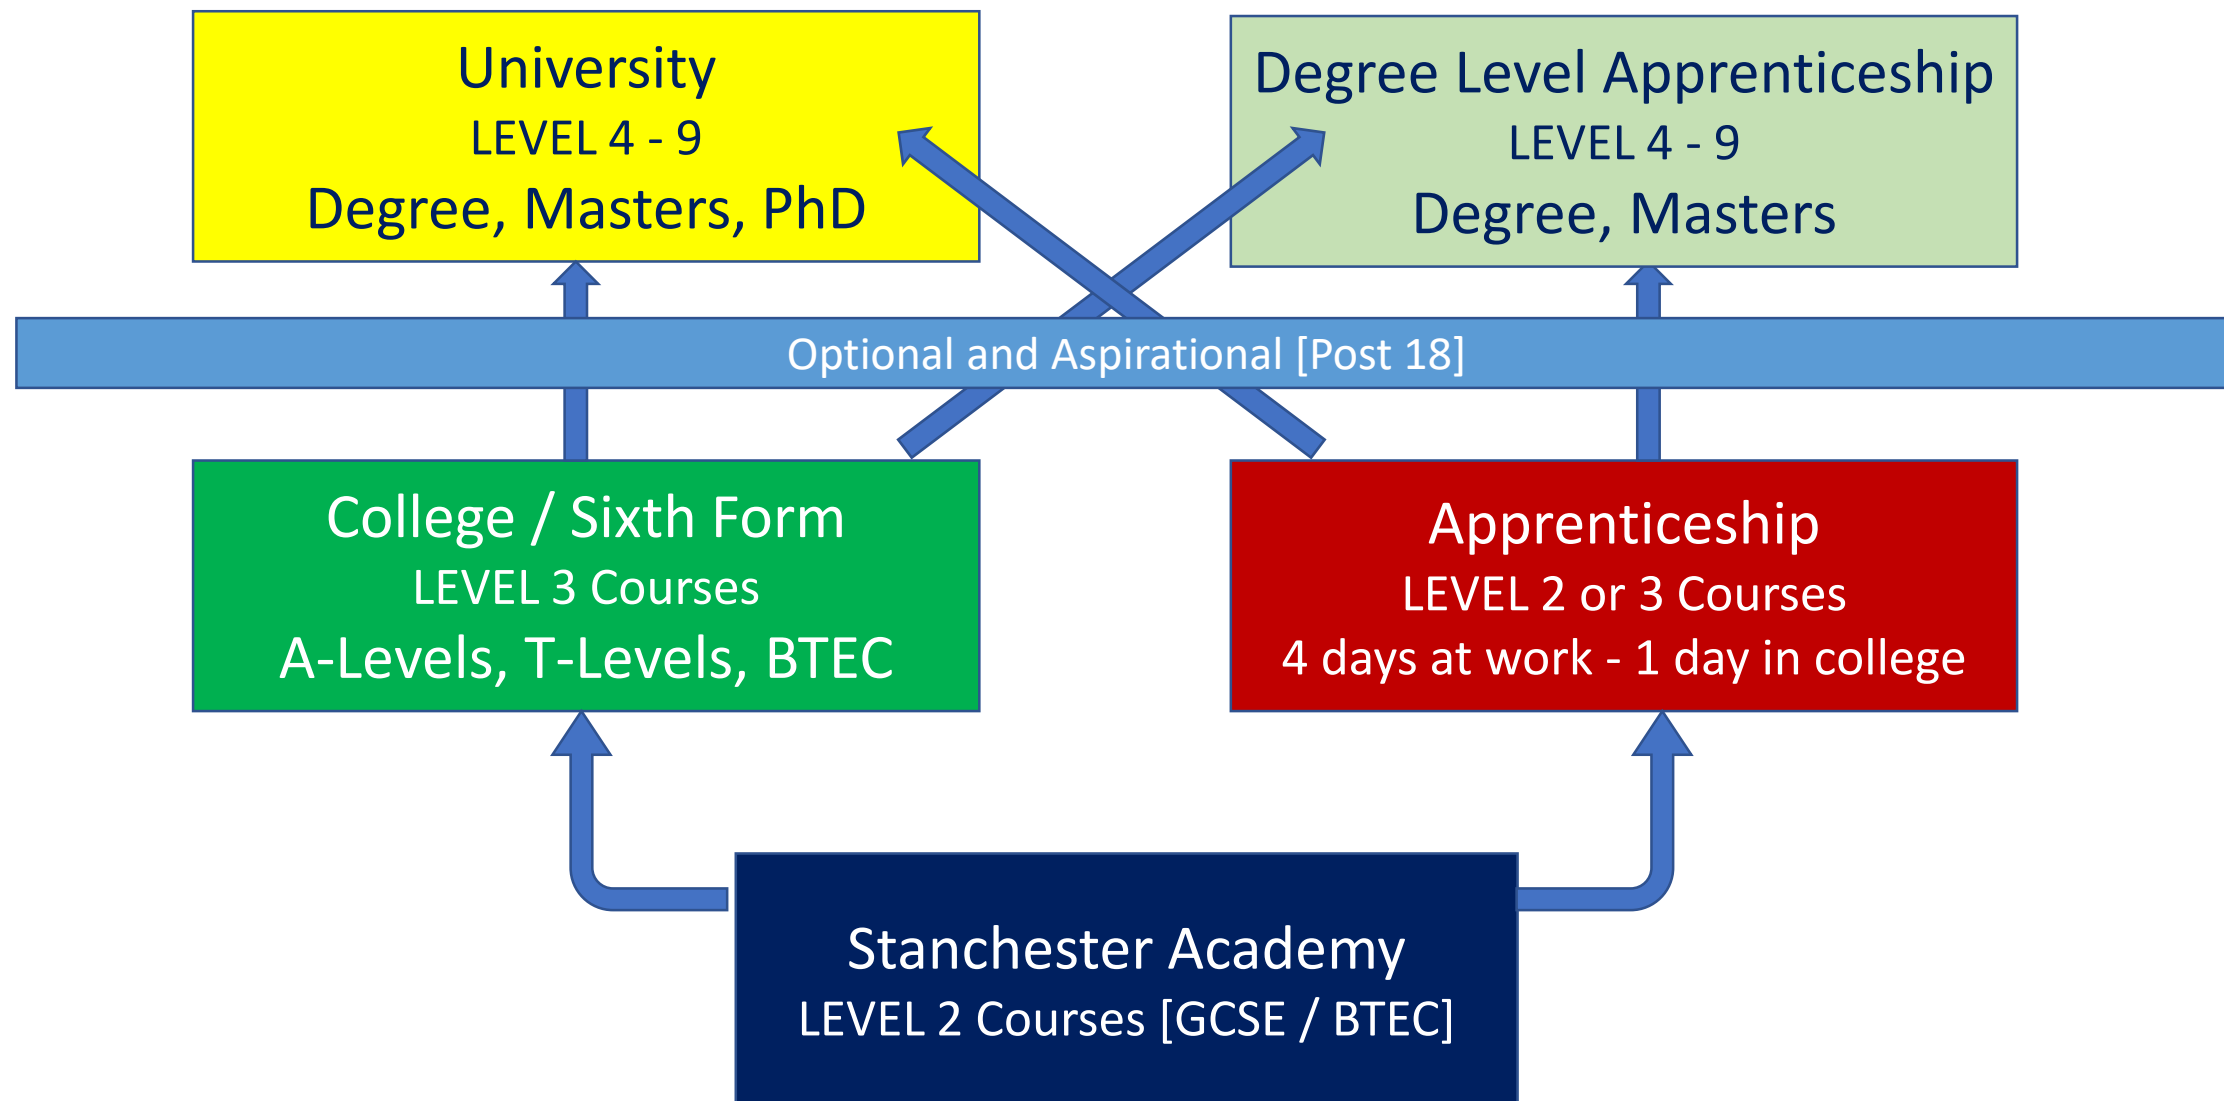 University
LEVEL 4 - 9
Degree, Masters, PhD
Degree Level Apprenticeship
LEVEL 4 - 9
Degree, Masters
Optional and Aspirational [Post 18]
College / Sixth Form
LEVEL 3 Courses
A-Levels, T-Levels, BTEC
Apprenticeship
LEVEL 2 or 3 Courses
4 days at work - 1 day in college
Stanchester Academy
LEVEL 2 Courses [GCSE / BTEC]